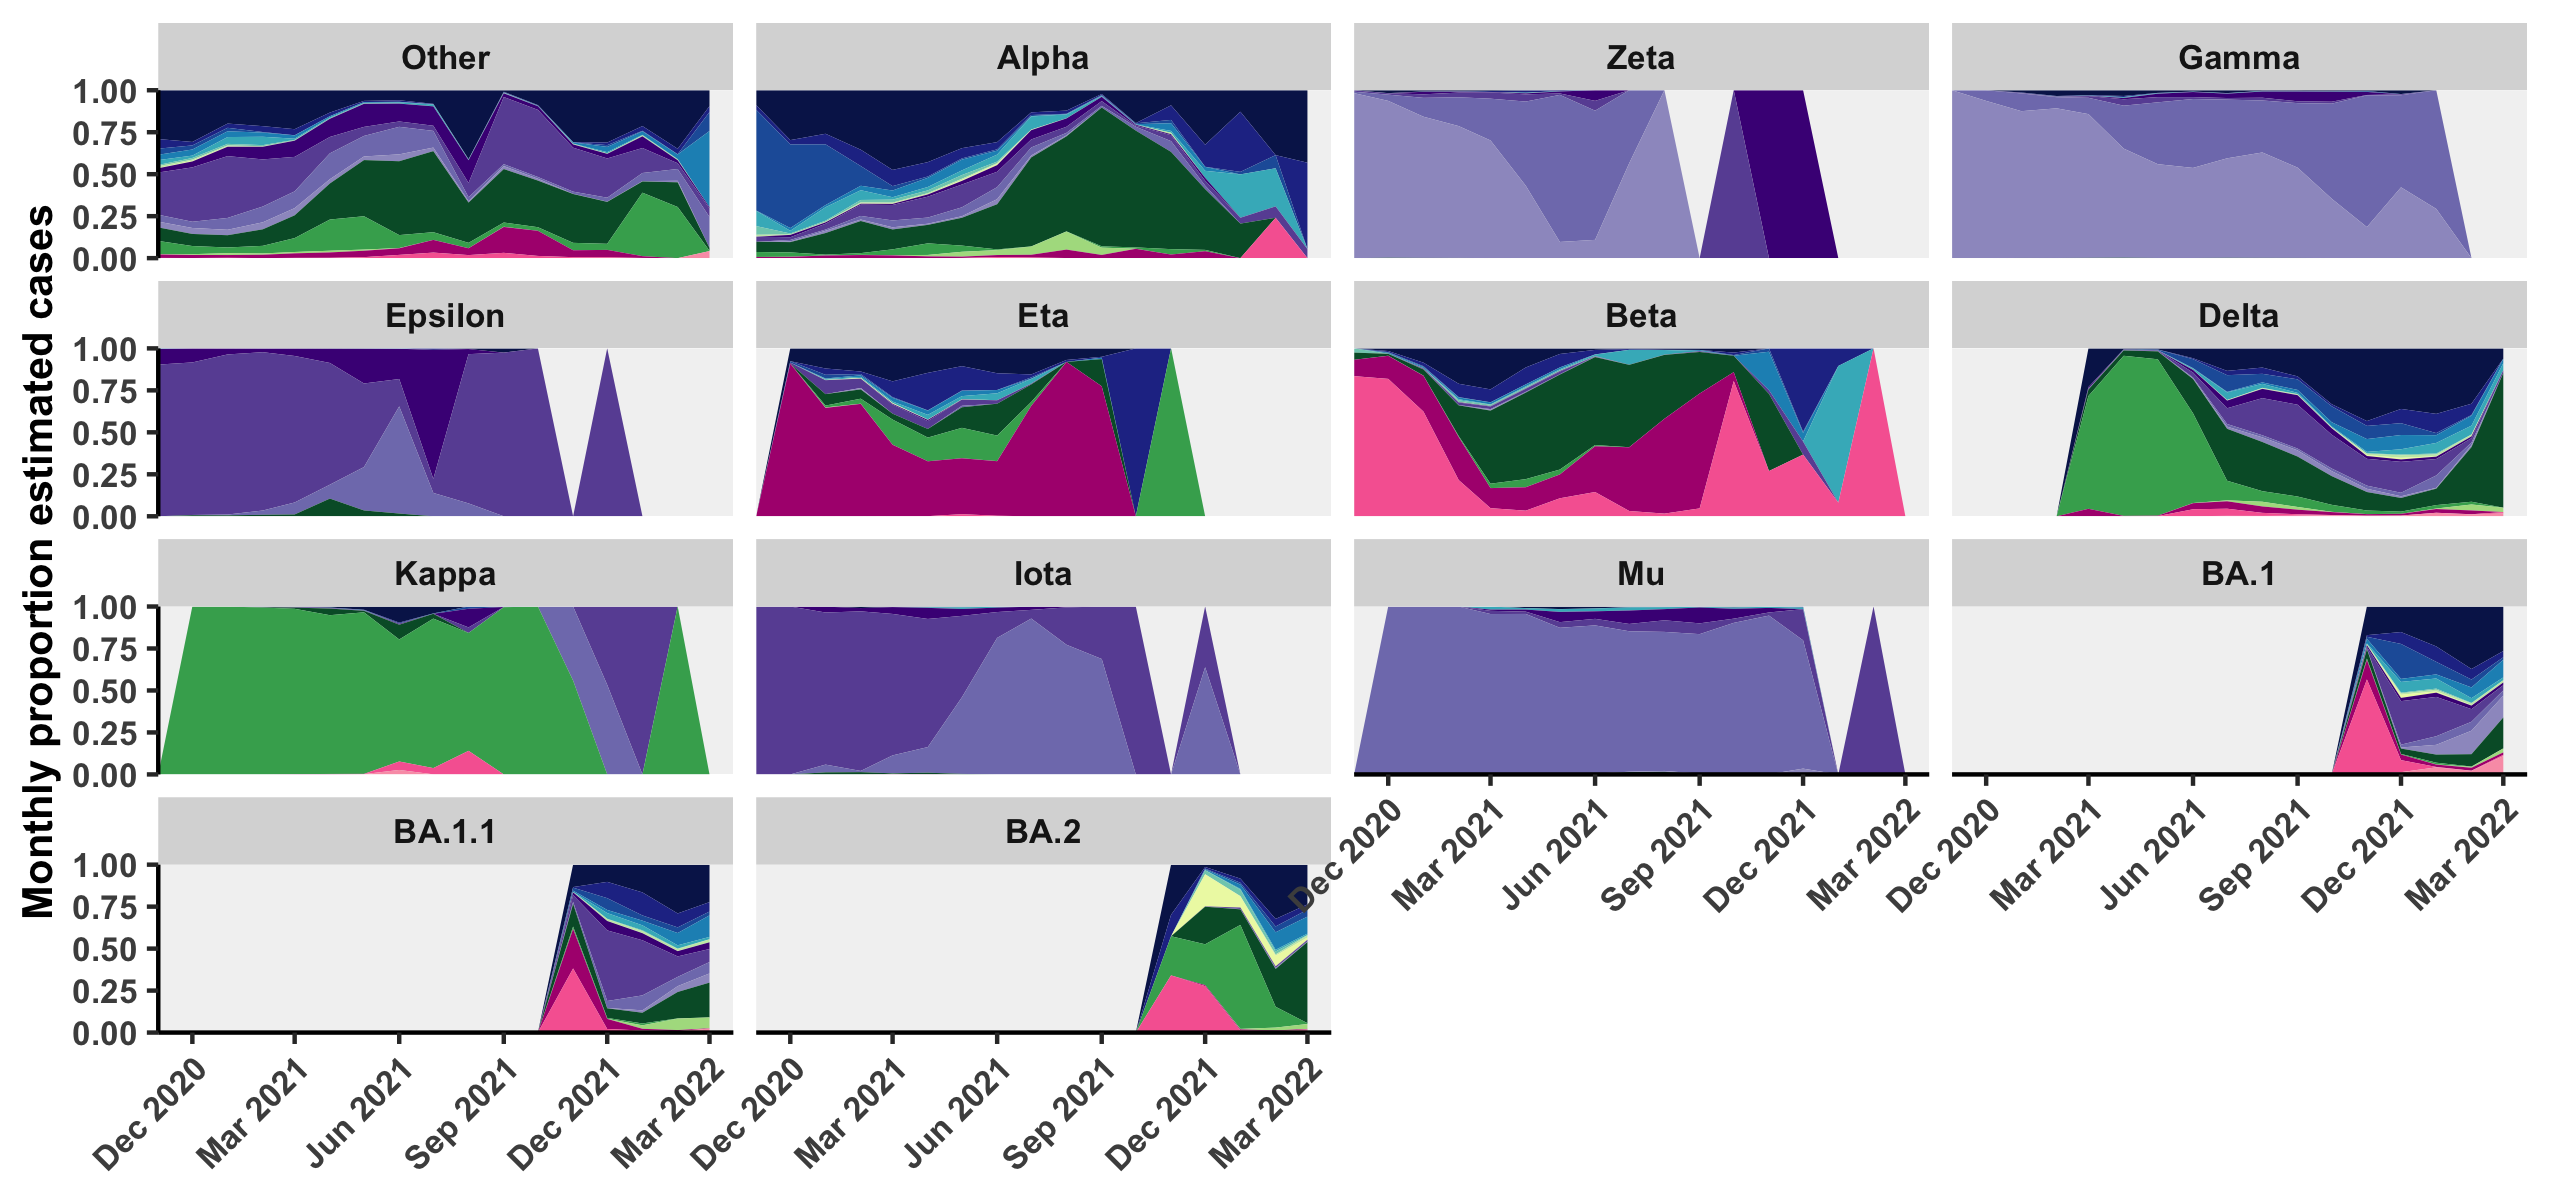 Monthly proportion estimated cases
Other
Alpha
Zeta
Gamma
1.00
0.75
0.50
0.25
0.00
Epsilon
Eta
Beta
Delta
1.00
0.75
0.50
0.25
0.00
Kappa
Iota
Mu
BA.1
1.00
0.75
0.50
0.25
0.00
Dec 2020
Mar 2021
Jun 2021
Sep 2021
Dec 2021
Mar 2022
Dec 2020
Mar 2021
Jun 2021
Sep 2021
Dec 2021
Mar 2022
BA.1.1
BA.2
1.00
0.75
0.50
0.25
0.00
Dec 2020
Mar 2021
Jun 2021
Sep 2021
Dec 2021
Mar 2022
Dec 2020
Mar 2021
Jun 2021
Sep 2021
Dec 2021
Mar 2022